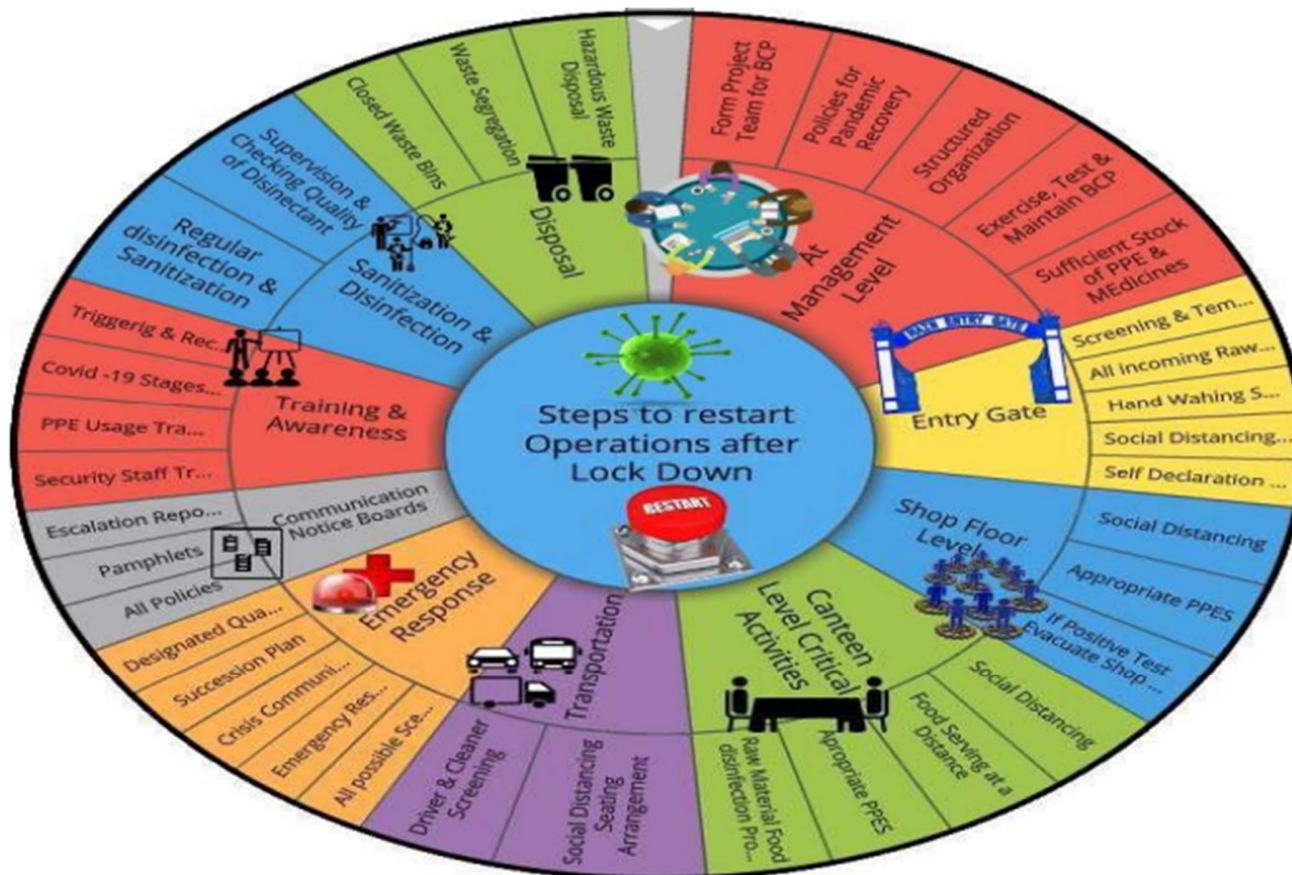 Steps to restart
Operations after
Lock Down
RESTART
At
Management
Level
Form Project
Team for BCP
Policies for
Pandemic
Recovery
Structured
Organization
Exercise, Test &
Maintain BCP
Sufficient Stock
of PPE &
MEdicines
MAIN ENTRY GATE
Entry Gate
Screening & Tem...
All incoming Raw...
Hand Wahing S...
Social Distancing...
Self Declaration ...
Shop Floor
Level
Social Distancing
Appropriate PPES
If Positive Test
Evacuate Shop ...
Canteen
Level Critical
Activities
Social Distancing
Food Serving at a
Distance
Apropriate PPES
Raw Material Food
disinfection Pro...
Transportation
Social Distancing
Seating
Arrangement
Driver & Cleaner
Screening
Emergency
Response
All possible Sce...
Emergency Res...
Crisis Communi...
Succession Plan
Designated Qua...
Communication
Notice Boards
All Policies
Pamphlets
Escalation Repo...
Training &
Awareness
Security Staff Tr...
PPE Usage Tra...
Covid -19 Stages...
Triggerig & Rec...
Sanitization &
Disinfection
Regular
disinfection &
Sanitization
Supervision &
Checking Quality
of Disinectant
Disposal
Closed Waste BIns
Waste Segregation
Hazardous Waste
Disposal